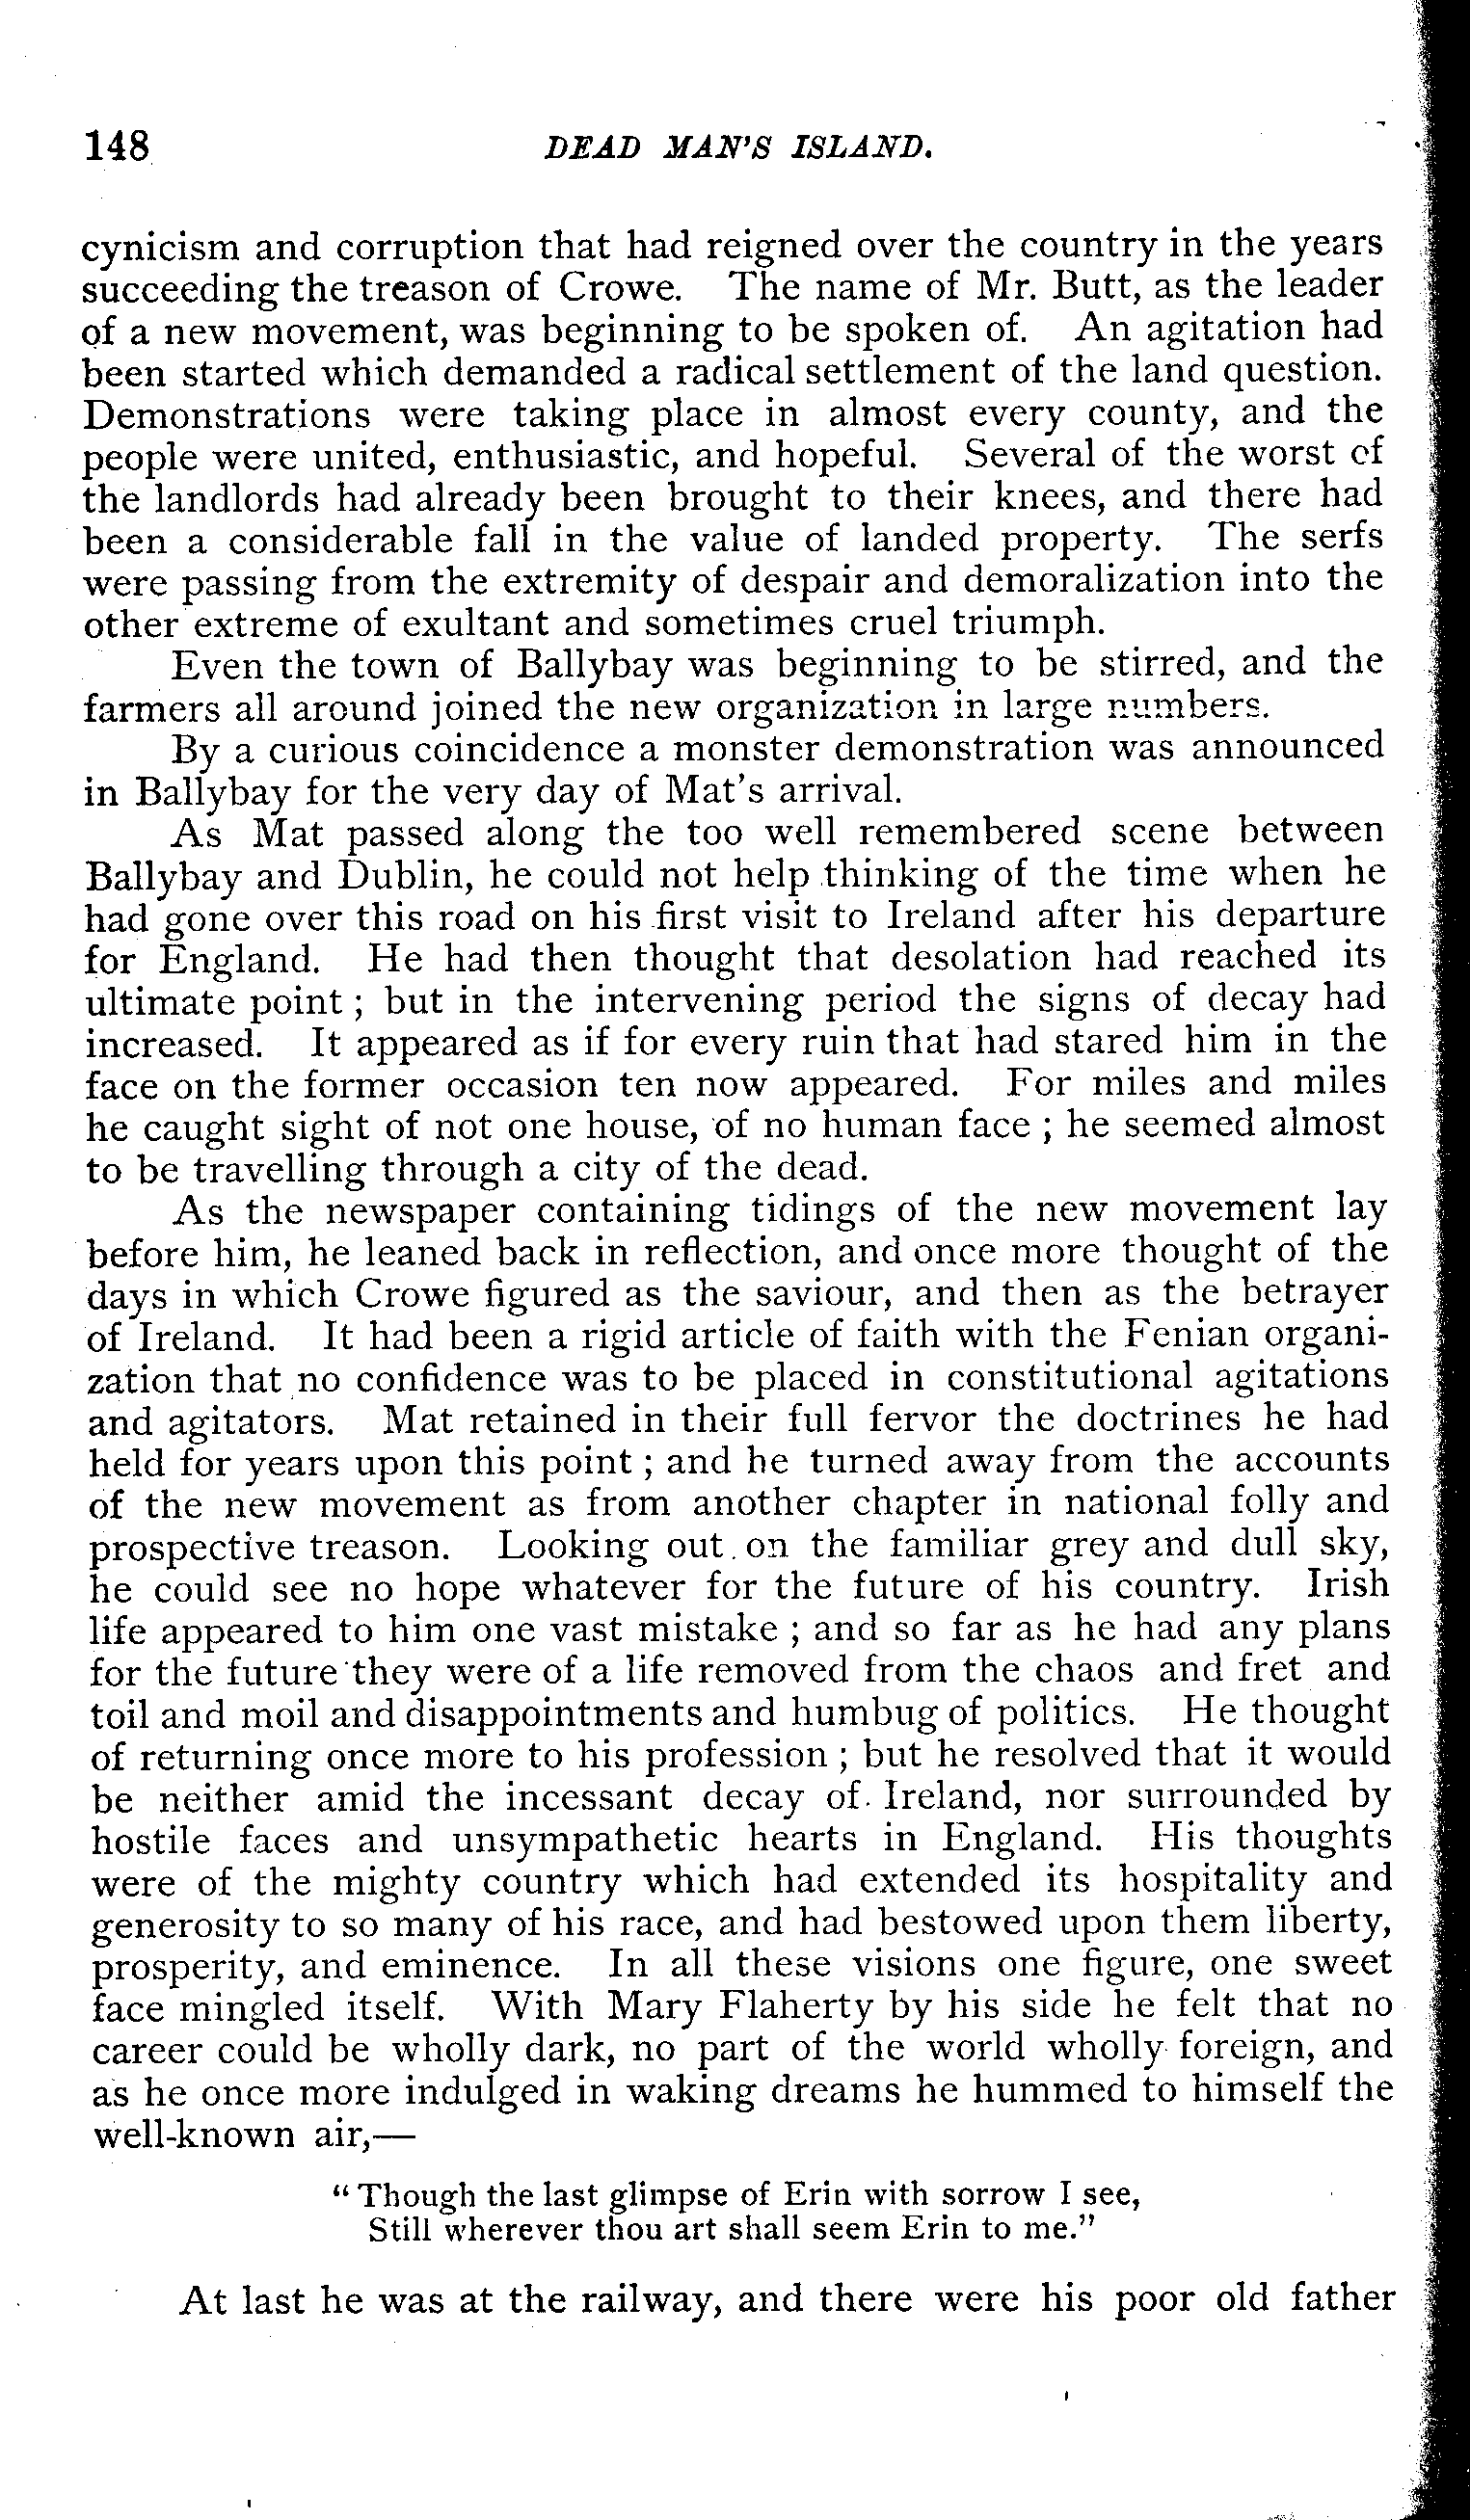 148 DEAD MAN'S ISLAND.
cynicism and corruption that had reigned over the country in the years
succeeding the treason of Crowe. The name of Mr. Butt, as the leader
of a new movement, was beginning to be spoken of. An agitation had
been started which demanded a radical settlement of the land question.
Demonstrations were taking place in almost every county, and the
people were united, enthusiastic, and hopeful. Several of the worst of
the landlords had already been brought to their knees, and there had
been a considerable fall in the value of landed property. The serfs
were passing from the extremity of despair and demoralization into the
other extreme of exultant and sometimes cruel triumph.
Even the town of Ballybay was beginning to be stirred, and the
farmers all around joined the new organization in large numbers.
By a curious coincidence a monster demonstration was announced
in Ballybay for the very day of Mat's arrival.
As Mat passed along the too well remembered scene between
Ballybay and Dublin, he could not help thinking of the time when he
had gone over this road on his first visit to Ireland after his departure
for England. He had then thought that desolation had reached its
ultimate point ; but in the intervening period the signs of decay had
increased. It appeared as if for every ruin that had stared him in the
face on the former occasion ten now appeared. For miles and miles
he caught sight of not one house, of no human face ; he seemed almost
to be travelling through a city of the dead.
As the newspaper containing tidings of the new movement lay
before him, he leaned back in reflection, and once more thought of the
days in which Crowe figured as the saviour, and then as the betrayer
of Ireland. It had been a rigid article of faith with the Fenian organi-
zation that no confidence was to be placed in constitutional agitations
and agitators. Mat retained in their full fervor the doctrines he had
held for years upon this point ; and he turned away from the accounts
of the new movement as from another chapter in national folly and
prospective treason. Looking out on the familiar grey and dull sky,
he could see no hope whatever for the future of his country. Irish
life appeared to him one vast mistake ; and so far as he had any plans
for the future they were of a life removed from the chaos and fret and
toil and moil and disappointments and humbug of politics. He thought
of returning once more to his profession ; but he resolved that it would
be neither amid the incessant decay of Ireland, nor surrounded by
hostile faces and unsympathetic hearts in England. His thoughts
were of the mighty country which had extended its hospitality and
generosity to so many of his race, and had bestowed upon them liberty,
prosperity, and eminence. In all these visions one figure, one sweet
face mingled itself. With Mary Flaherty by his side he felt that no
career could be wholly dark, no part of the world wholly foreign, and
as he once more indulged in waking dreams he hummed to himself the
well-known air,—
“ Though the last glimpse of Erin with sorrow I see,
Still wherever thou art shall seem Erin to me.”
At last he was at the railway, and there were his poor old father